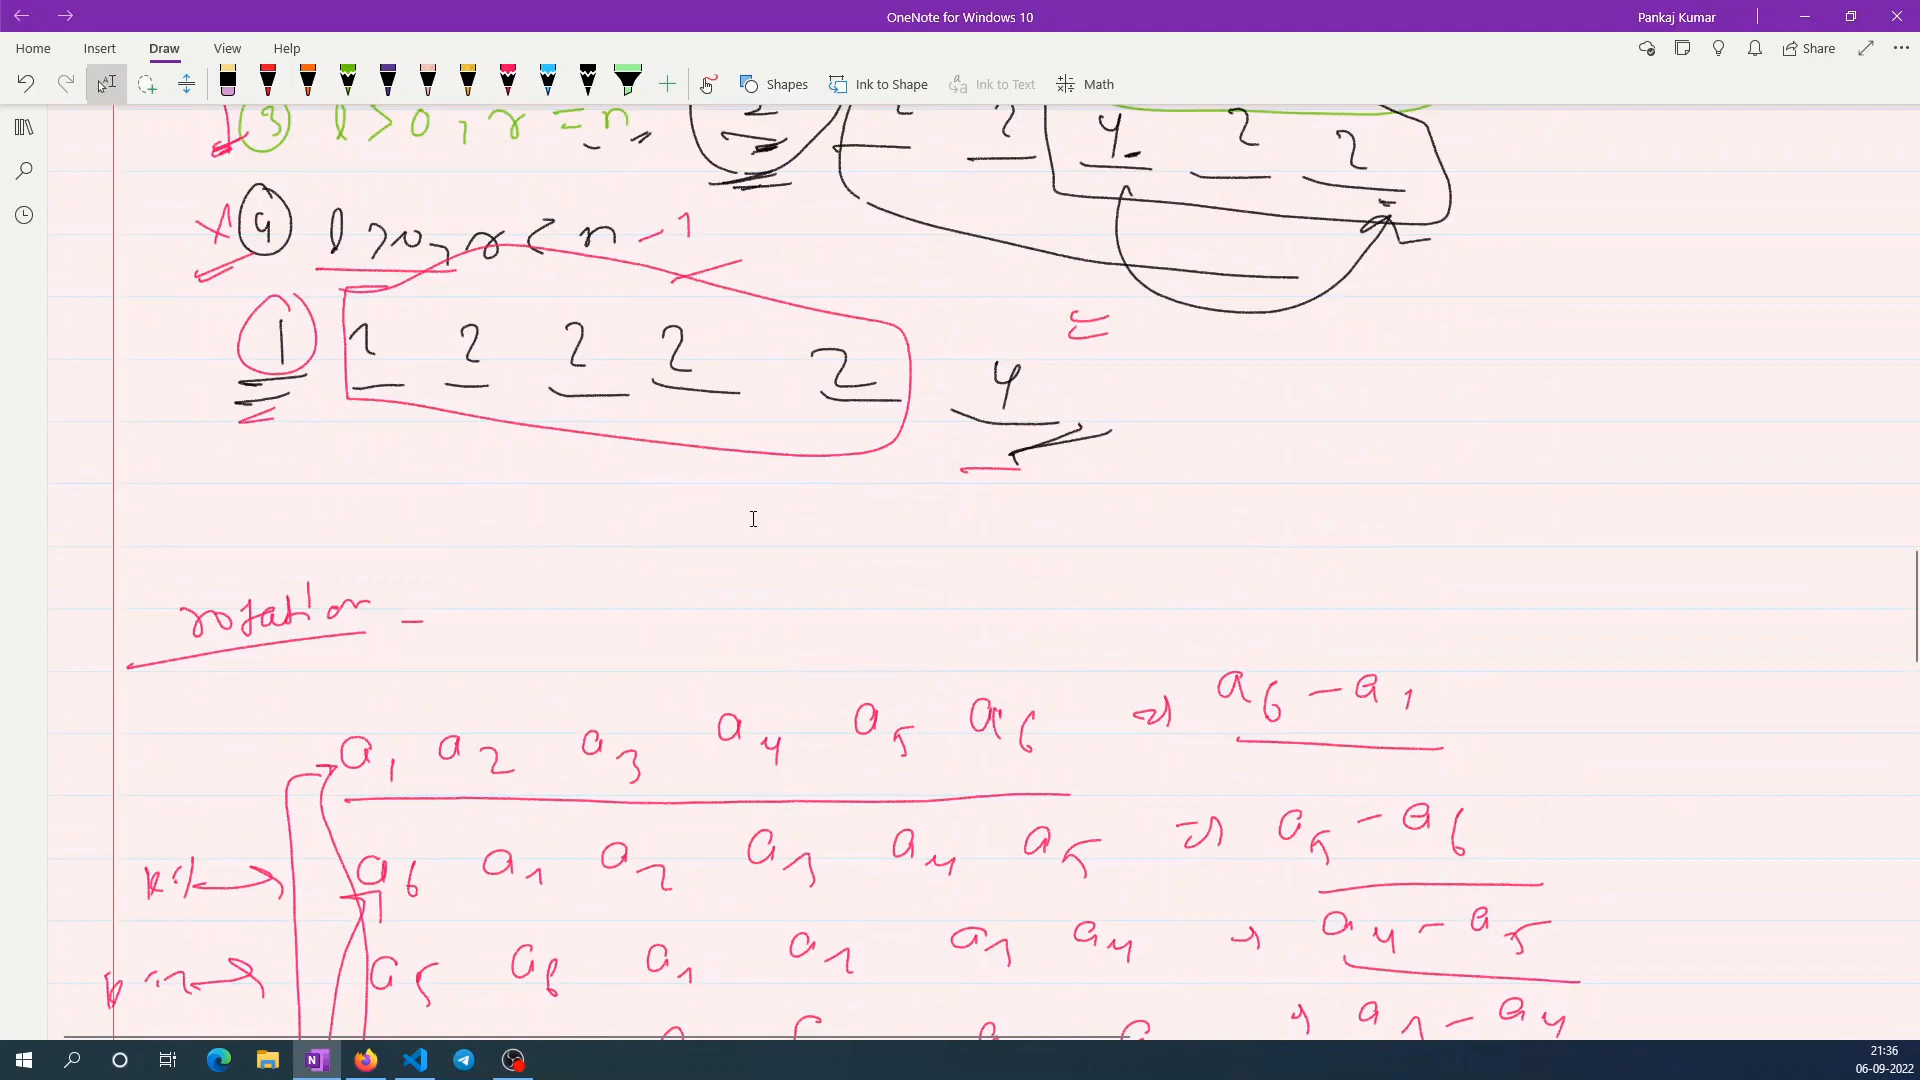 OneNote for Windows 10
Pankaj Kumar
Home Insert Draw View Help
Share
Shapes Ink to Shape Ink to Text Math
(3) l > 0, r = n 2 2 2 4 2 2
(4) l > 0, r < n - 1
1 1 2 2 2 2 4
rotation -
a1 a2 a3 a4 a5 a6 => a6 - a1
a6 a1 a2 a3 a4 a5 => a5 - a6
a5 a6 a1 a2 a3 a4 => a4 - a5
a3 - a4
21:36
06-09-2022